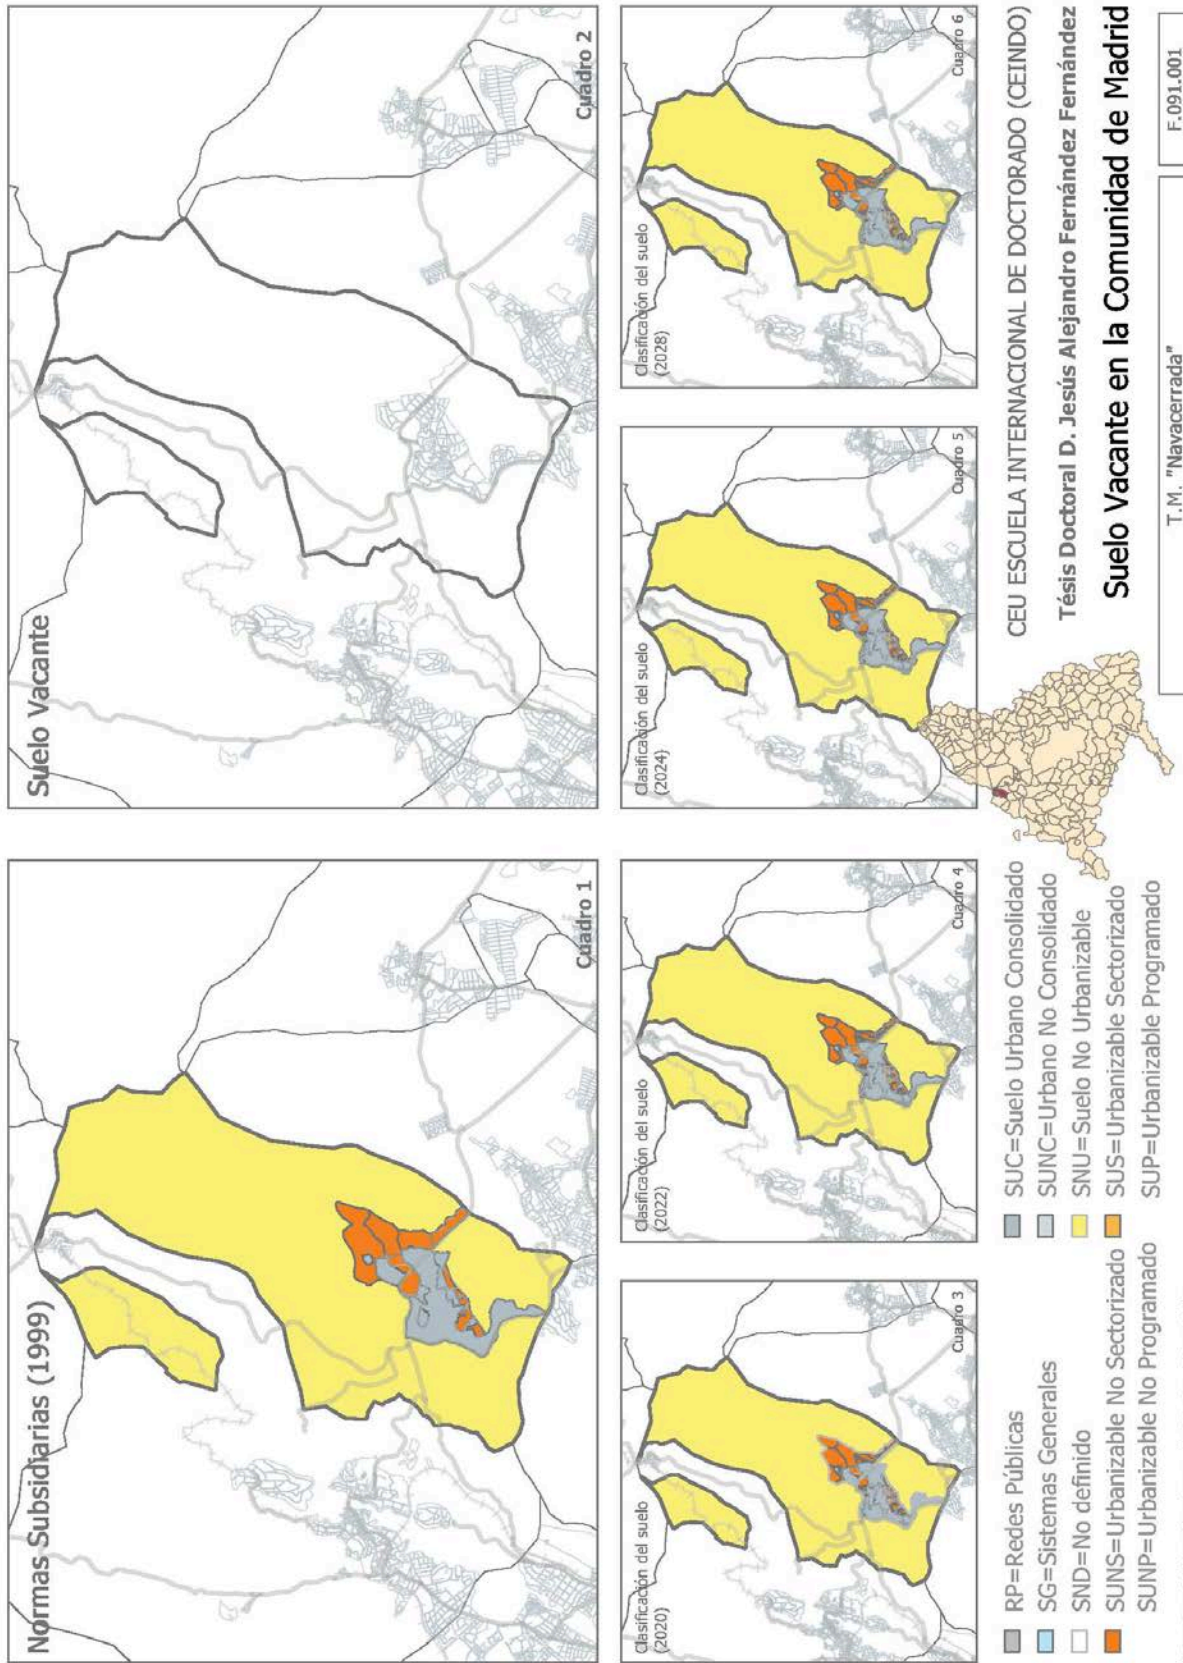 Normas Subsidiarias (1999)
Cuadro 1
Suelo Vacante
Cuadro 2
Clasificación del suelo
(2020)
Cuadro 3
Clasificación del suelo
(2022)
Cuadro 4
Clasificación del suelo
(2024)
Cuadro 5
Clasificación del suelo
(2028)
Cuadro 6
RP=Redes Públicas
SG=Sistemas Generales
SND=No definido
SUNS=Urbanizable No Sectorizado
SUNP=Urbanizable No Programado
SUC=Suelo Urbano Consolidado
SUNC=Urbano No Consolidado
SNU=Suelo No Urbanizable
SUS=Urbanizable Sectorizado
SUP=Urbanizable Programado
CEU ESCUELA INTERNACIONAL DE DOCTORADO (CEINDO)
Tésis Doctoral D. Jesús Alejandro Fernández Fernández
Suelo Vacante en la Comunidad de Madrid
T.M. "Navacerrada"
F.091.001